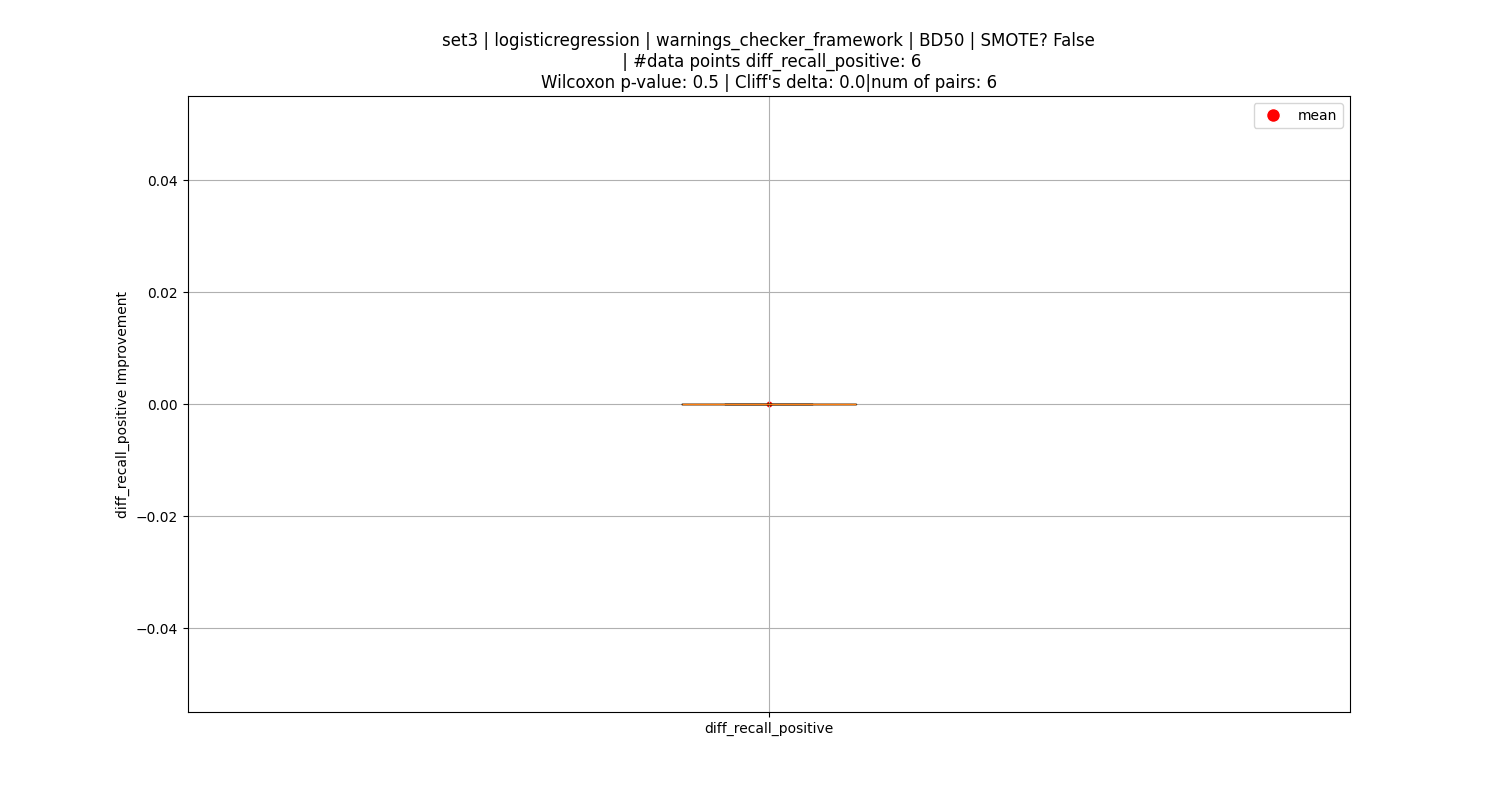 set3 | logisticregression | warnings_checker_framework | BD50 | SMOTE? False
| #data points diff_recall_positive: 6
Wilcoxon p-value: 0.5 | Cliff's delta: 0.0|num of pairs: 6
mean
0.04
0.02
0.00
−0.02
−0.04
diff_recall_positive Improvement
diff_recall_positive